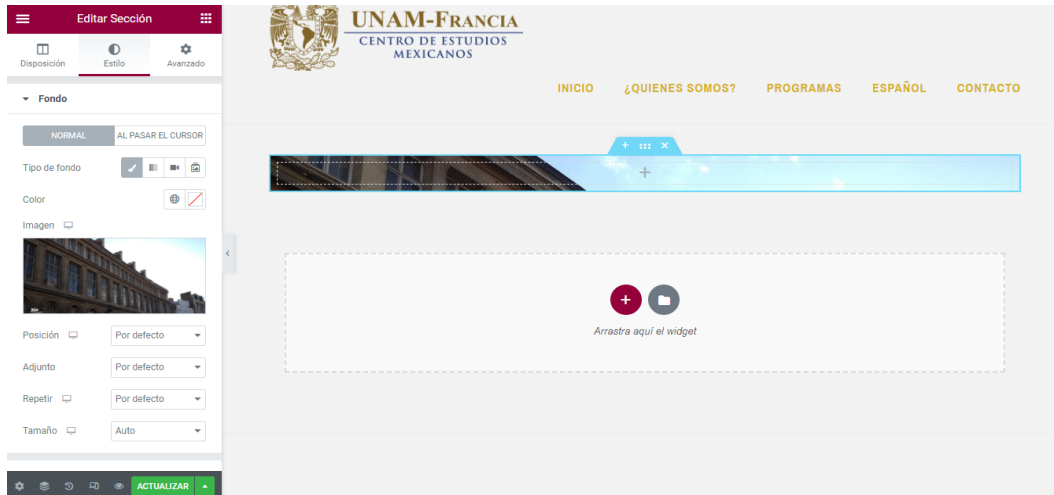 Editar Sección
Disposición
Estilo
Avanzado
Fondo
NORMAL
AL PASAR EL CURSOR
Tipo de fondo
Color
Imagen
Posición
Por defecto
Adjunto
Por defecto
Repetir
Por defecto
Tamaño
Auto
ACTUALIZAR
UNAM-FRANCIA
CENTRO DE ESTUDIOS
MEXICANOS
INICIO ¿QUIENES SOMOS? PROGRAMAS ESPAÑOL CONTACTO
Arrastra aquí el widget